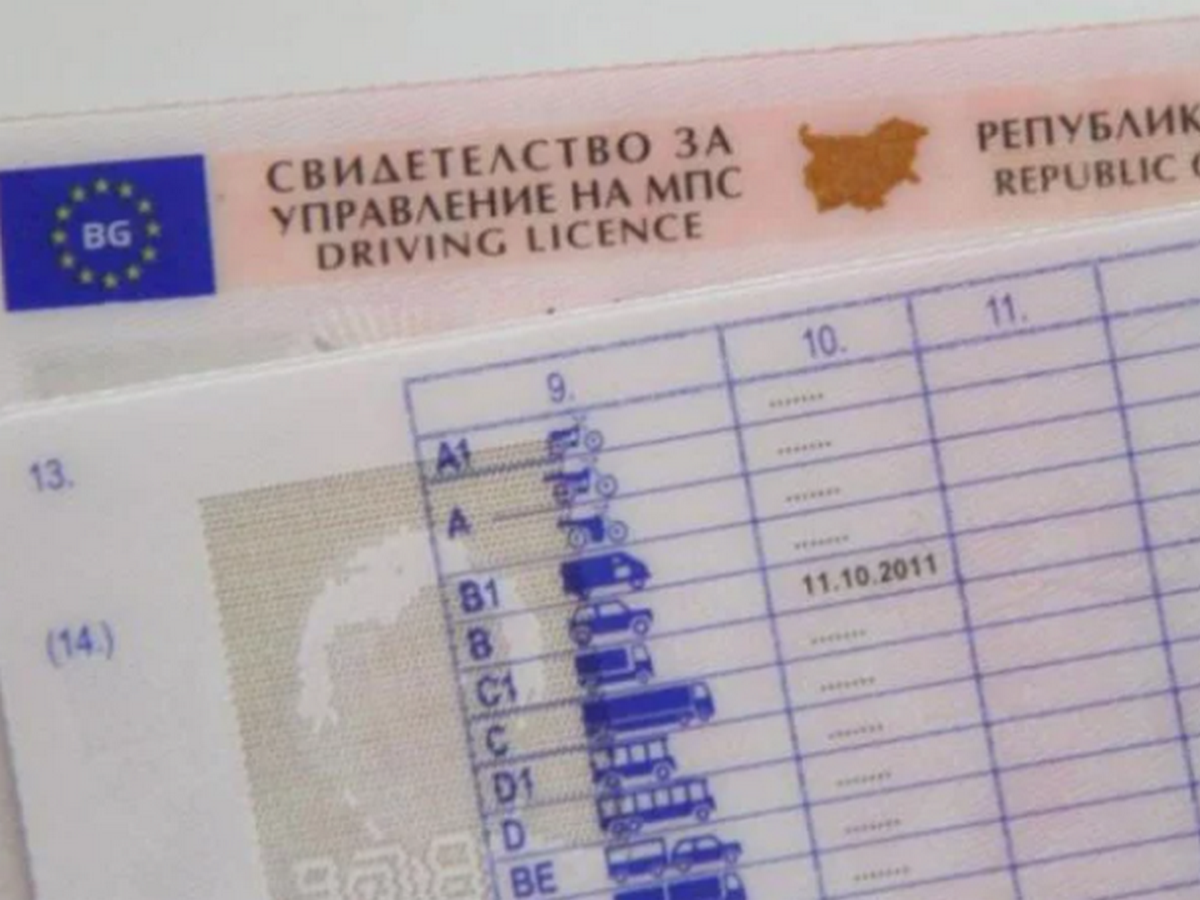 BG
СВИДЕТЕЛСТВО ЗА
УПРАВЛЕНИЕ НА МПС
DRIVING LICENCE
РЕПУБЛИК
REPUBLIC
9.
10.
11.
13.
(14.)
A1
A
B1
B
11.10.2011
C1
C
D1
D
BE